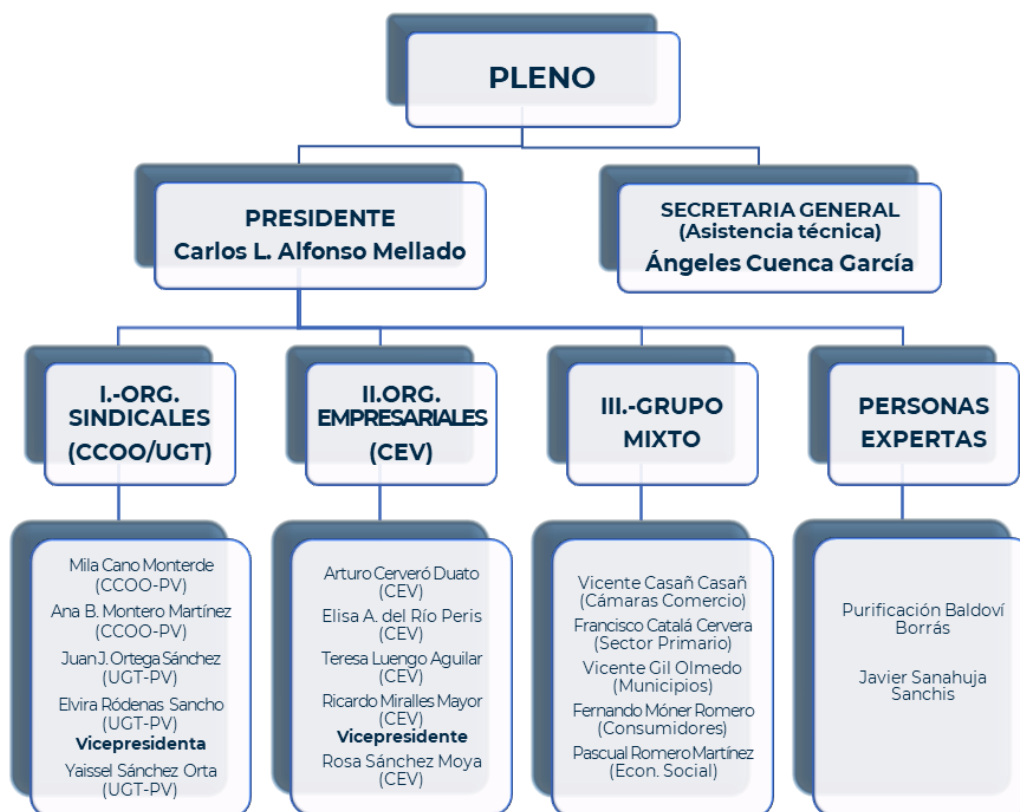 PLENO
PRESIDENTE
Carlos L. Alfonso Mellado
SECRETARIA GENERAL
(Asistencia técnica)
Ángeles Cuenca García
I.-ORG.
SINDICALES
(CCOO/UGT)
II.ORG.
EMPRESARIALES
(CEV)
III.-GRUPO
MIXTO
PERSONAS
EXPERTAS
Mila Cano Monterde
(CCOO-PV)
Ana B. Montero Martínez
(CCOO-PV)
Juan J. Ortega Sánchez
(UGT-PV)
Elvira Ródenas Sancho
(UGT-PV)
Vicepresidenta
Yaissel Sánchez Orta
(UGT-PV)
Arturo Cerveró Duato
(CEV)
Elisa A. del Río Peris
(CEV)
Teresa Luengo Aguilar
(CEV)
Ricardo Miralles Mayor
(CEV)
Vicepresidente
Rosa Sánchez Moya
(CEV)
Vicente Casañ Casañ
(Cámaras Comercio)
Francisco Catalá Cervera
(Sector Primario)
Vicente Gil Olmedo
(Municipios)
Fernando Móner Romero
(Consumidores)
Pascual Romero Martínez
(Econ. Social)
Purificación Baldoví
Borrás
Javier Sanahuja
Sanchis